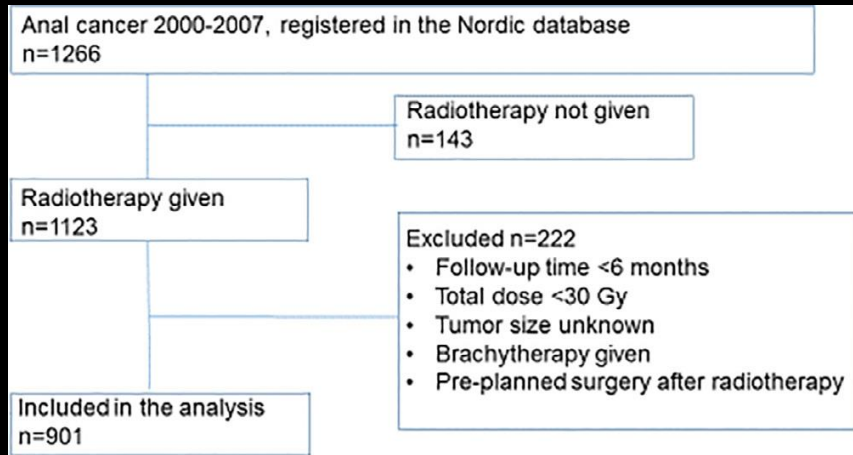 Anal cancer 2000-2007, registered in the Nordic database
n=1266
Radiotherapy not given
n=143
Radiotherapy given
n=1123
Excluded n=222
• Follow-up time <6 months
• Total dose <30 Gy
• Tumor size unknown
• Brachytherapy given
• Pre-planned surgery after radiotherapy
Included in the analysis
n=901